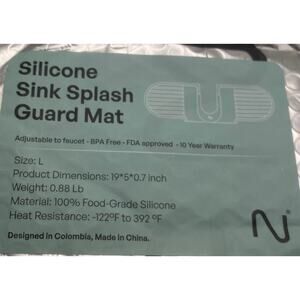 Silicone
Sink Splash
Guard Mat
Adjustable to faucet - BPA Free - FDA approved - 10 Year Warranty
Size: L
Product Dimensions: 19*5*0.7 inch
Weight: 0.88 Lb
Material: 100% Food-Grade Silicone
Heat Resistance: -122ºF to 392 ºF
Designed in Colombia, Made in China.
N